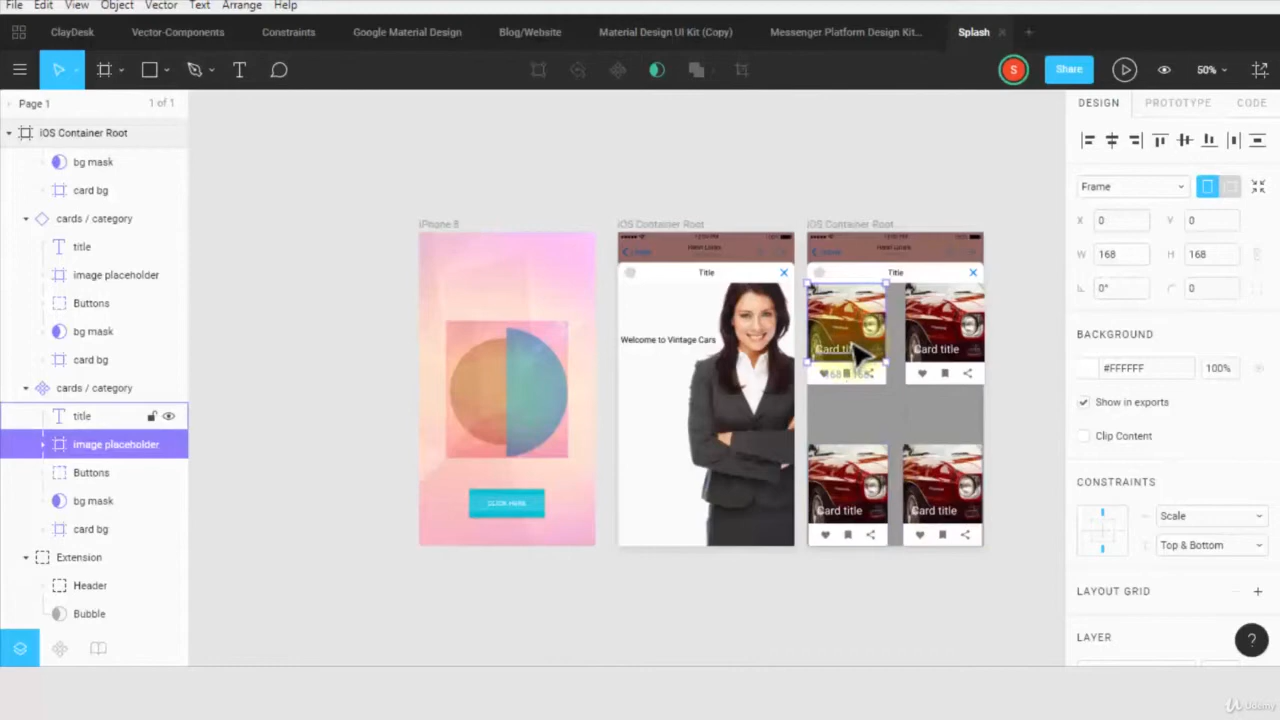 File Edit View Object Vector Text Arrange Help
ClayDesk Vector-Components Constraints Google Material Design Blog/Website Material Design UI Kit (Copy) Messenger Platform Design Kit... Splash
T S Share 50%
Page 1 1 of 1 DESIGN PROTOTYPE CODE
iOS Container Root
bg mask
card bg
cards / category
title
image placeholder
Buttons
bg mask
card bg
cards / category
title
image placeholder
Buttons
bg mask
card bg
Extension
Header
Bubble
iPhone 8 iOS Container Root iOS Container Root
Title Title
Welcome to Vintage Cars
CLICK HERE
Card title Card title
Card title Card title
Frame
X 0 Y 0
W 168 H 168
0° 0
BACKGROUND
#FFFFFF 100%
Show in exports
Clip Content
CONSTRAINTS
Scale
Top & Bottom
LAYOUT GRID
LAYER
?
Udemy